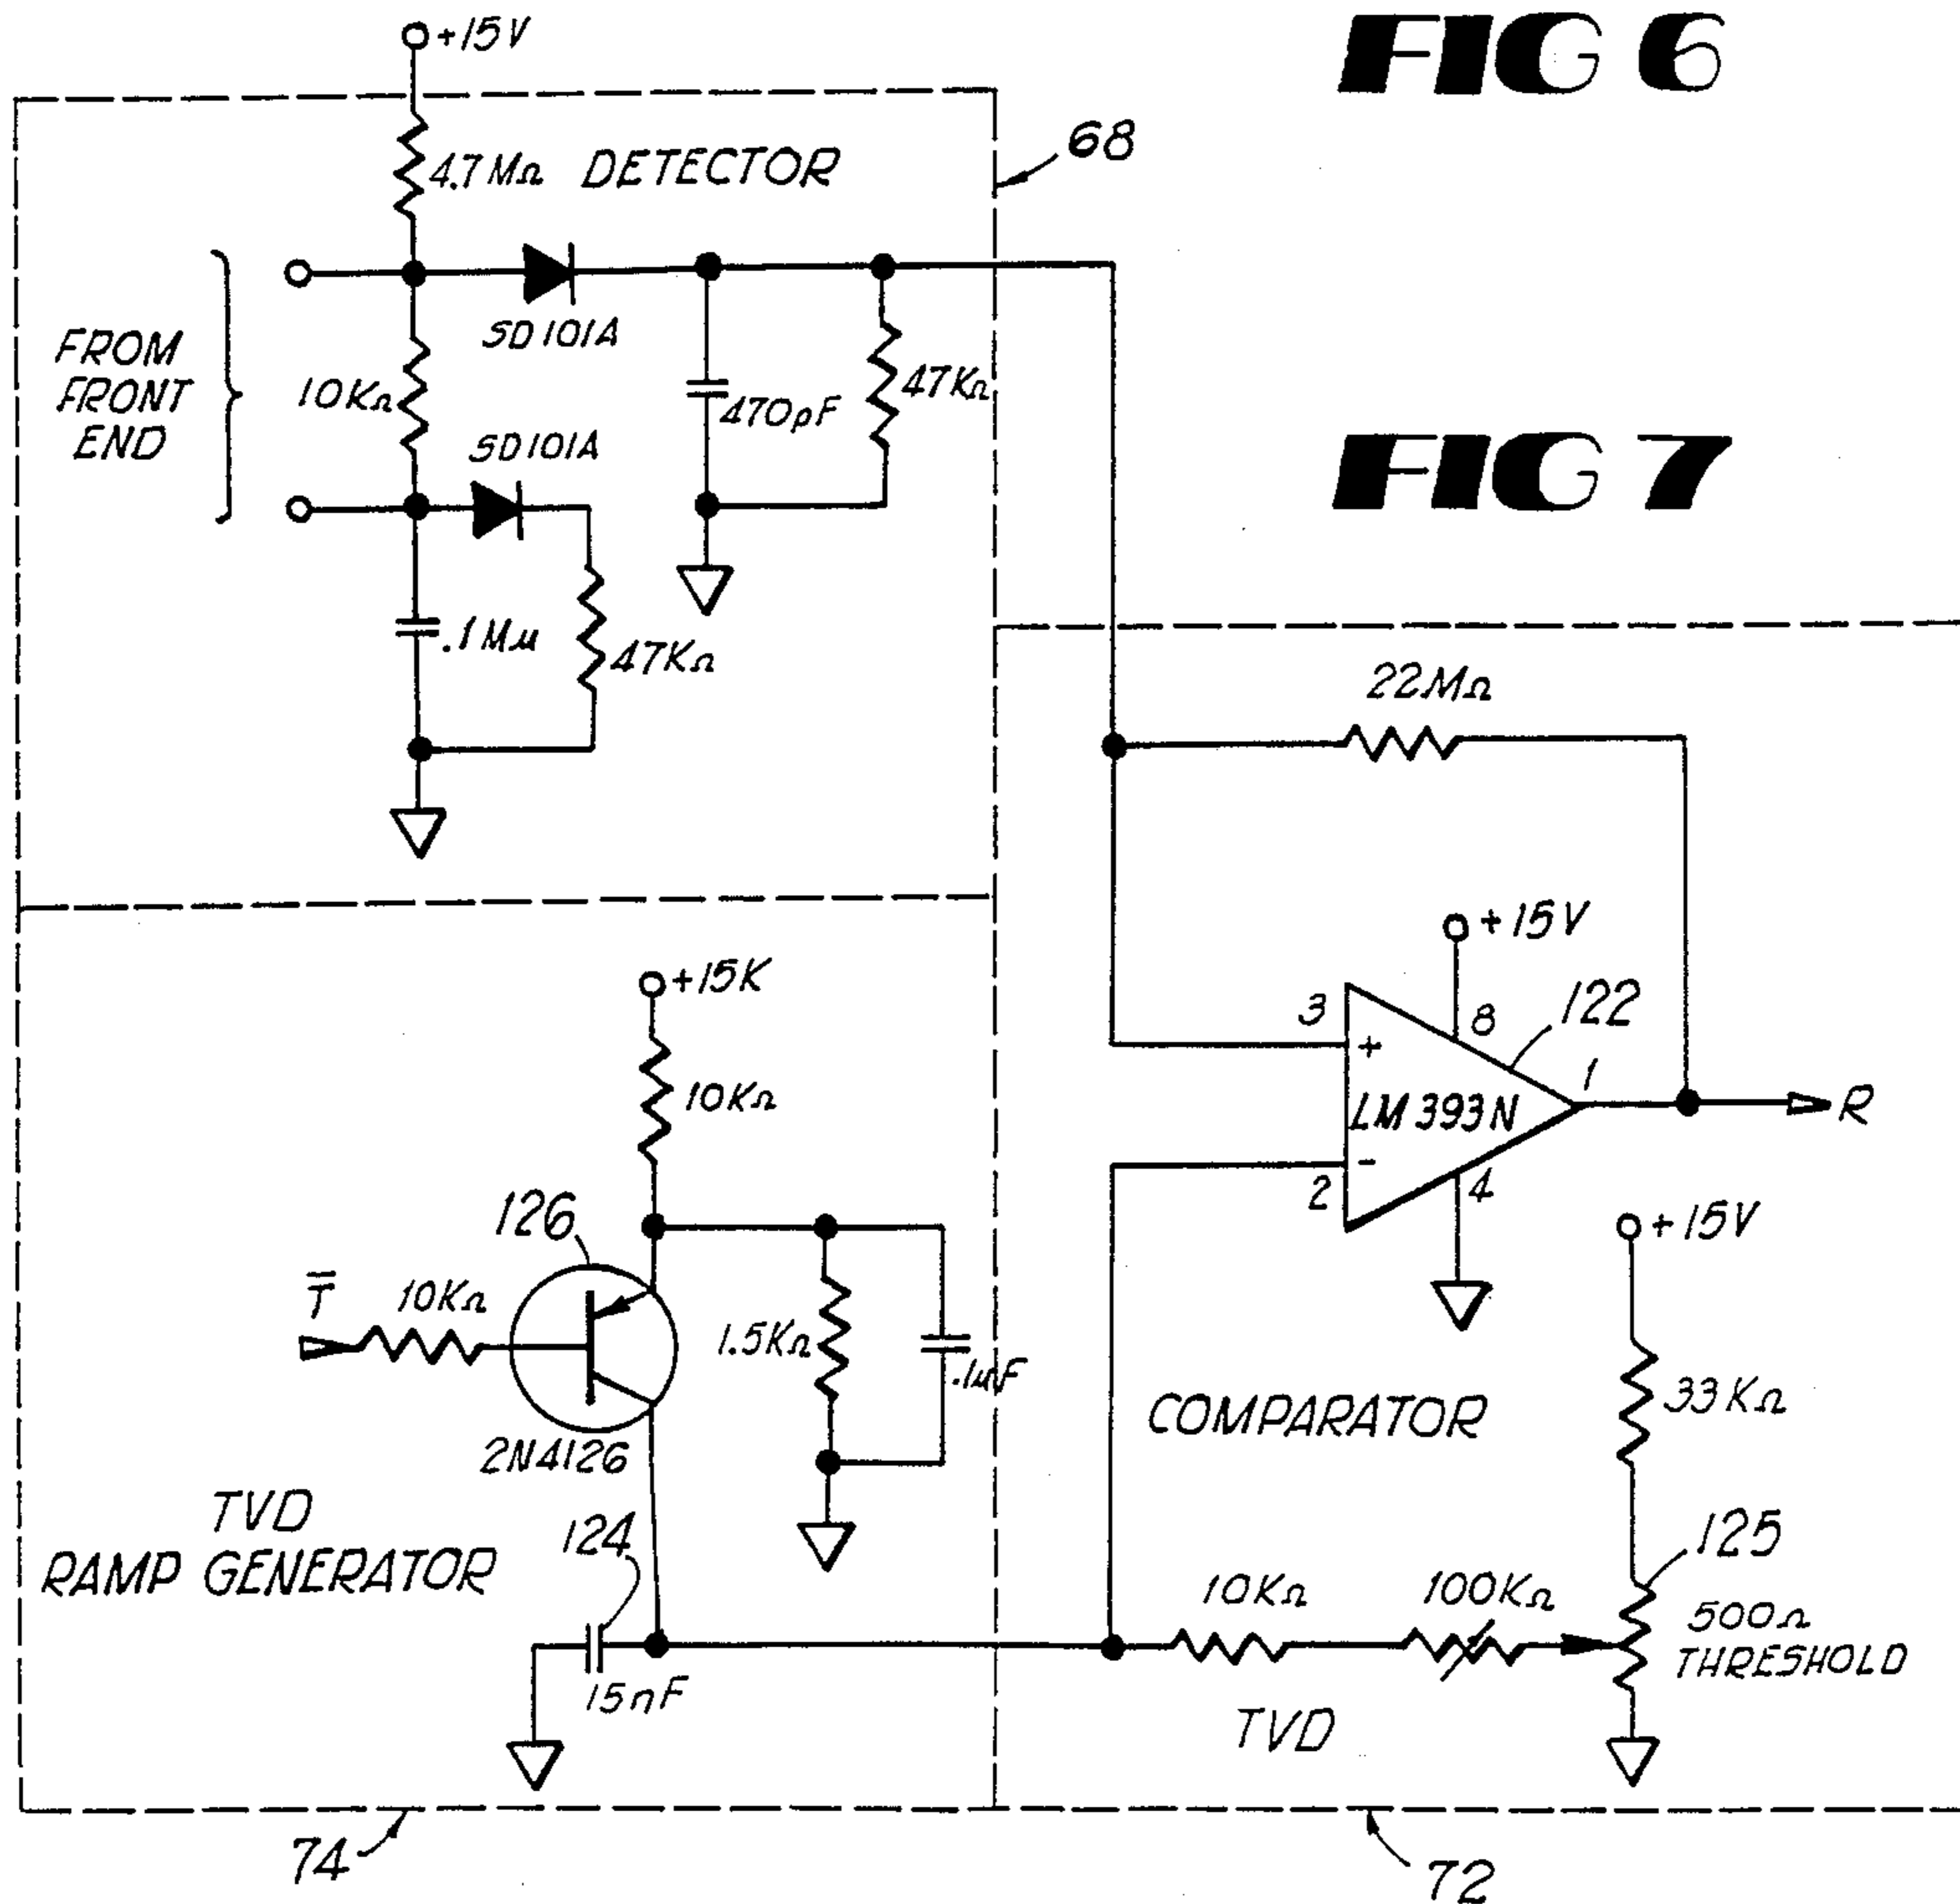 FIG 6
+15V
68
4.7MΩ
DETECTOR
SD101A
FROM
FRONT
END
10KΩ
470pF
47KΩ
SD101A
FIG 7
.1Mμ
47KΩ
22MΩ
+15V
+15K
3
8
122
+
1
10KΩ
LM393N
R
-
2
4
126
+15V
T̄
10KΩ
1.5KΩ
.1μF
33KΩ
COMPARATOR
2N4126
TVD
RAMP GENERATOR
124
125
10KΩ
100KΩ
500Ω
THRESHOLD
15nF
TVD
74
72